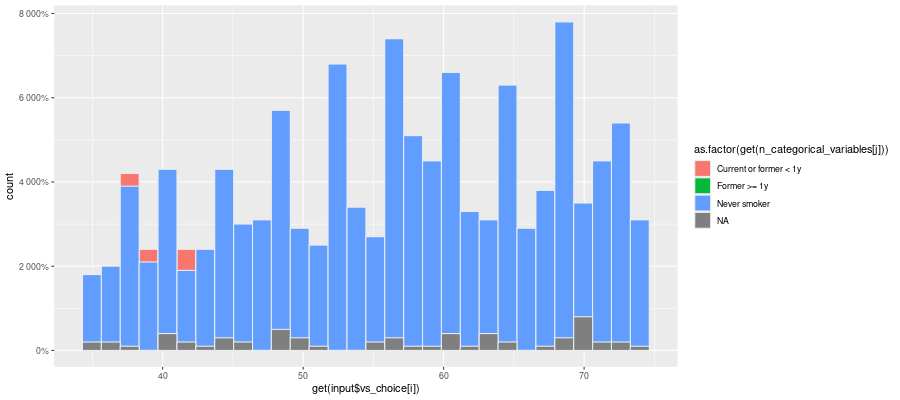 8 000%
6 000%
4 000%
2 000%
0%
count
40
50
60
70
get(input$vs_choice[i])
as.factor(get(n_categorical_variables[j]))
Current or former < 1y
Former >= 1y
Never smoker
NA